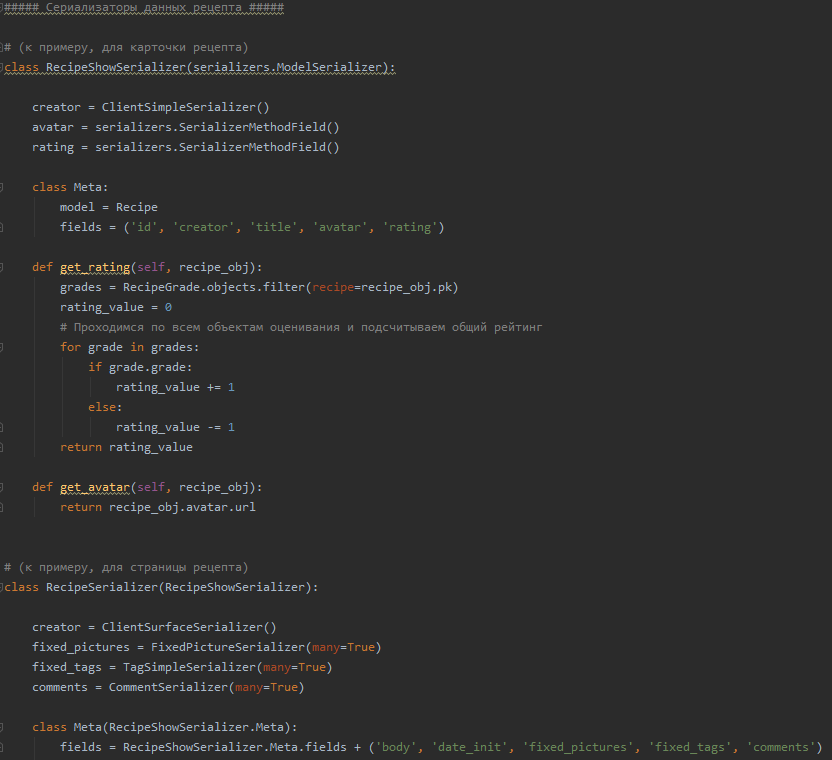 ##### Сериализаторы данных рецепта #####
# (к примеру, для карточки рецепта)
class RecipeShowSerializer(serializers.ModelSerializer):
    creator = ClientSimpleSerializer()
    avatar = serializers.SerializerMethodField()
    rating = serializers.SerializerMethodField()
    class Meta:
        model = Recipe
        fields = ('id', 'creator', 'title', 'avatar', 'rating')
    def get_rating(self, recipe_obj):
        grades = RecipeGrade.objects.filter(recipe=recipe_obj.pk)
        rating_value = 0
        # Проходимся по всем объектам оценивания и подсчитываем общий рейтинг
        for grade in grades:
            if grade.grade:
                rating_value += 1
            else:
                rating_value -= 1
        return rating_value
    def get_avatar(self, recipe_obj):
        return recipe_obj.avatar.url
# (к примеру, для страницы рецепта)
class RecipeSerializer(RecipeShowSerializer):
    creator = ClientSurfaceSerializer()
    fixed_pictures = FixedPictureSerializer(many=True)
    fixed_tags = TagSimpleSerializer(many=True)
    comments = CommentSerializer(many=True)
    class Meta(RecipeShowSerializer.Meta):
        fields = RecipeShowSerializer.Meta.fields + ('body', 'date_init', 'fixed_pictures', 'fixed_tags', 'comments')